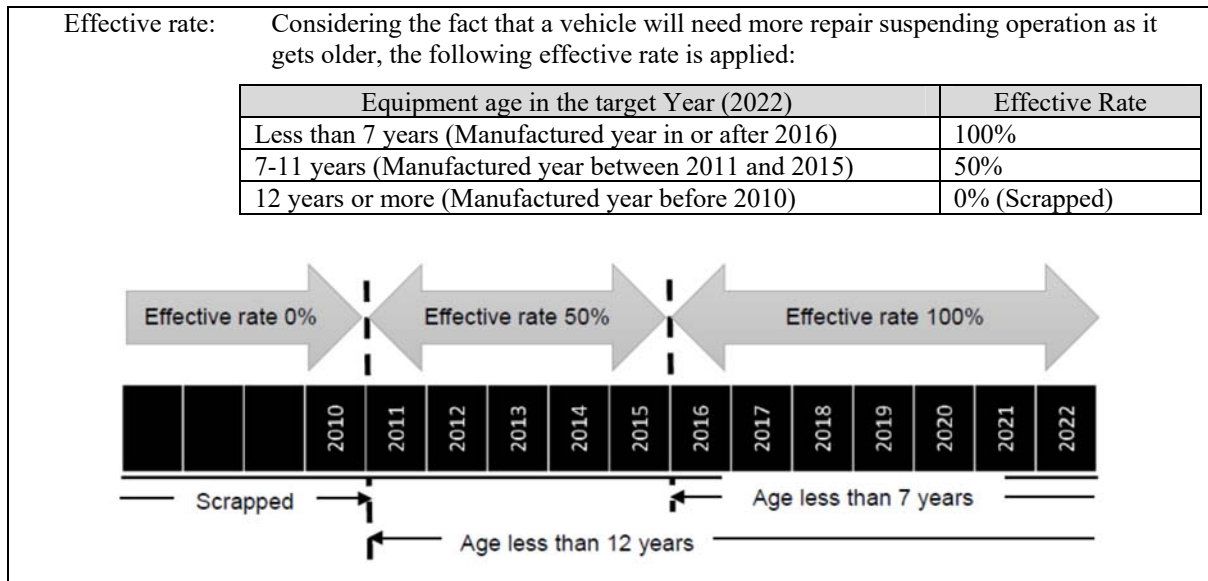 Effective rate: Considering the fact that a vehicle will need more repair suspending operation as it
gets older, the following effective rate is applied:
Equipment age in the target Year (2022) Effective Rate
Less than 7 years (Manufactured year in or after 2016) 100%
7-11 years (Manufactured year between 2011 and 2015) 50%
12 years or more (Manufactured year before 2010) 0% (Scrapped)
Effective rate 0% Effective rate 50% Effective rate 100%
2010 2011 2012 2013 2014 2015 2016 2017 2018 2019 2020 2021 2022
Scrapped Age less than 7 years
Age less than 12 years